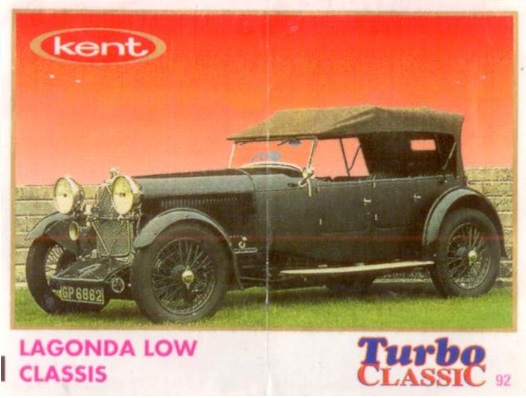 kent
GP 6862
LAGONDA LOW
CLASSIS
Turbo
CLASSIC 92